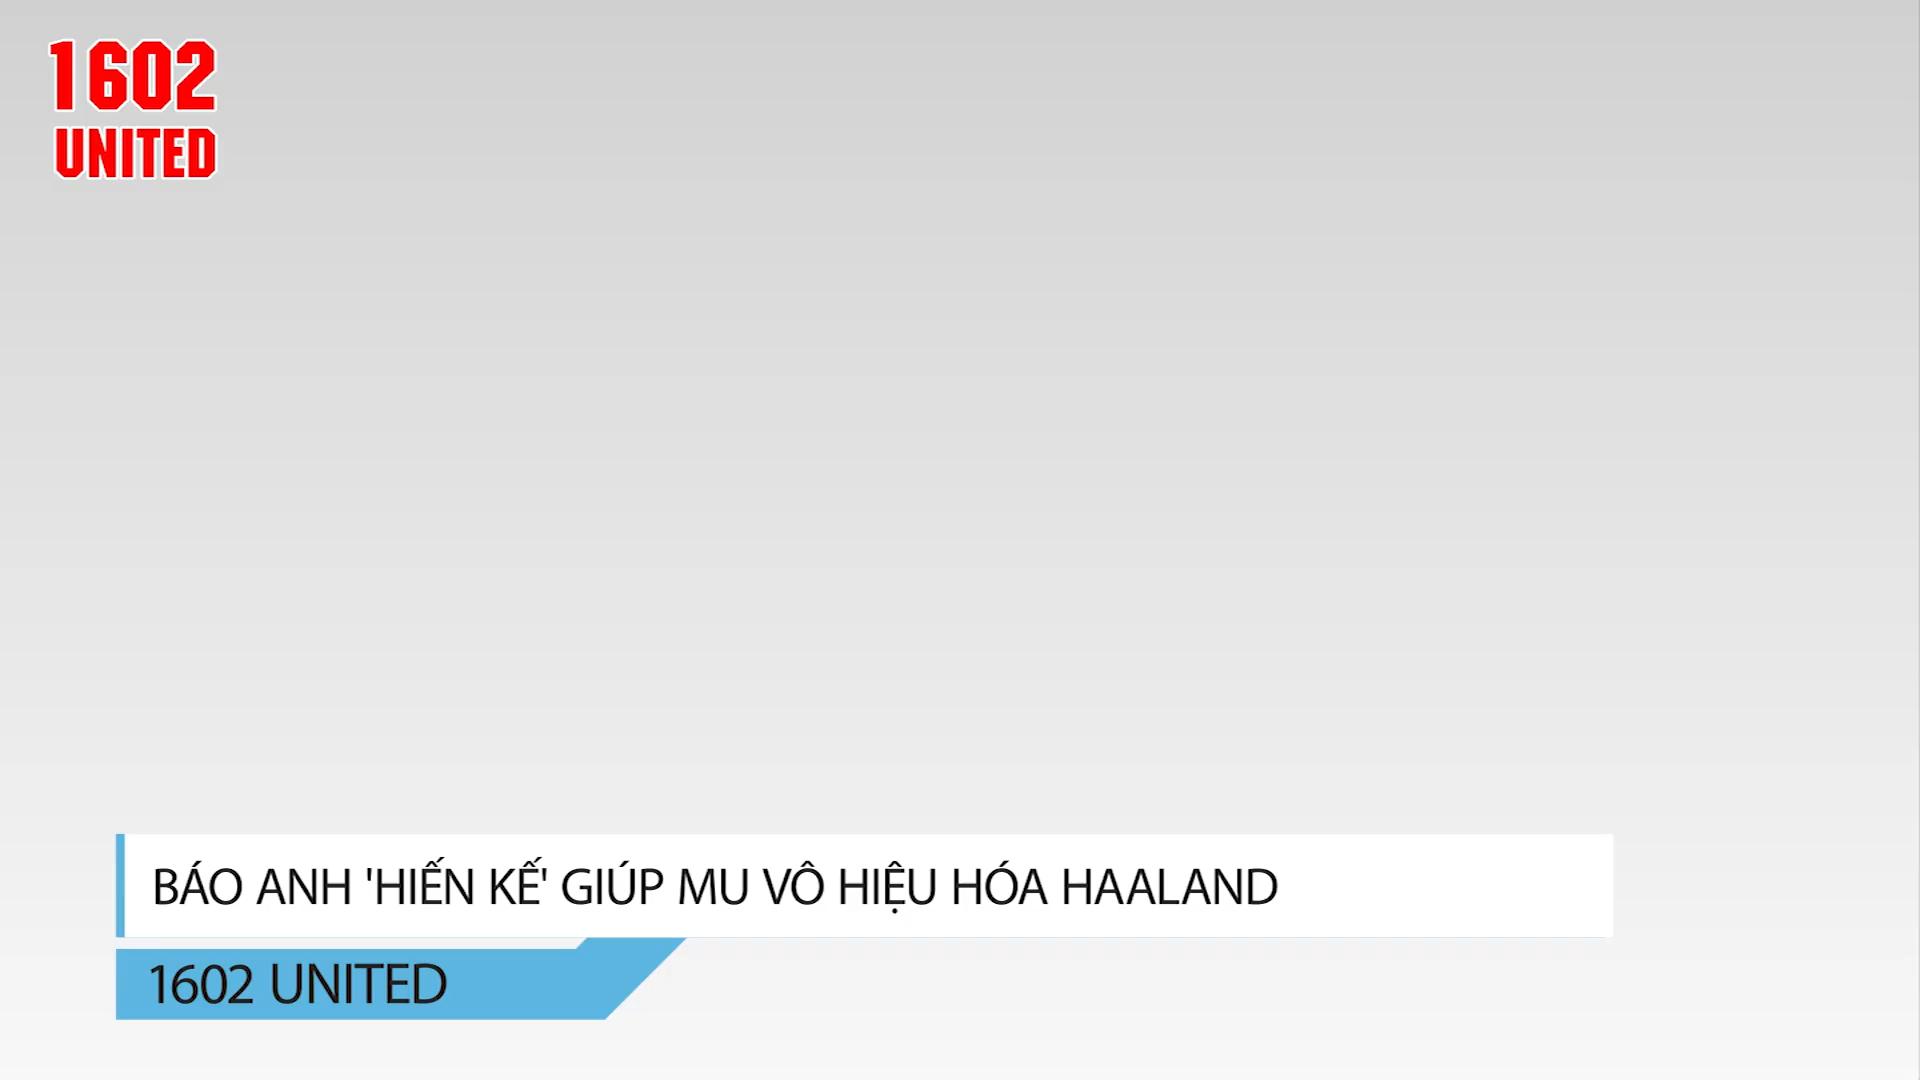 1602
UNITED
BÁO ANH 'HIẾN KẾ' GIÚP MU VÔ HIỆU HÓA HAALAND
1602 UNITED